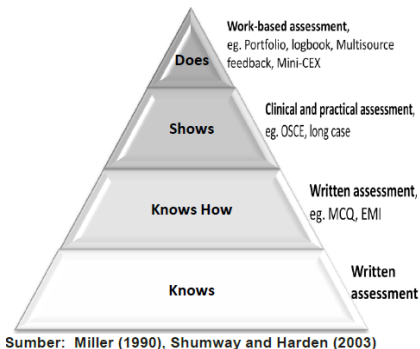 Work-based assessment,
eg. Portfolio, logbook, Multisource
feedback, Mini-CEX
Does
Clinical and practical assessment,
eg. OSCE, long case
Shows
Written assessment,
eg. MCQ, EMI
Knows How
Written
assessment
Knows
Sumber: Miller (1990), Shumway and Harden (2003)